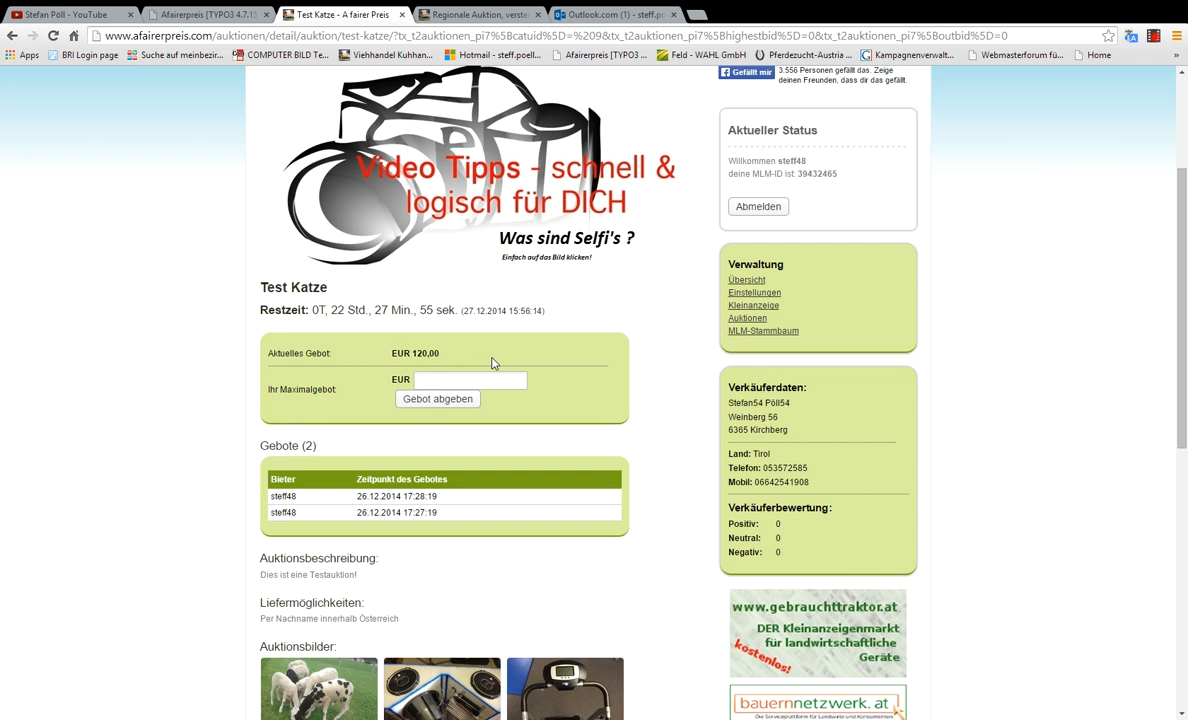 Stefan Pöll - YouTube
Afairerpreis [TYPO3 4.7.15
Test Katze - A fairer Preis
Regionale Auktion, verste
Outlook.com (1) - steff.po
www.afairerpreis.com/auktionen/detail/auktion/test-katze/?tx_t2auktionen_pi7%5Bcatuid%5D=%209&tx_t2auktionen_pi7%5Bhighestbid%5D=0&tx_t2auktionen_pi7%5Boutbid%5D=0
Apps
BRI Login page
Suche auf meinbezir...
COMPUTER BILD Te...
Viehhandel Kuhhan...
Hotmail - steff.poell...
Afairerpreis [TYPO3 ...
Feld - WAHL GmbH
Pferdezucht-Austria ...
Kampagnenverwalt...
Webmasterforum fü...
Home
»
Gefällt mir
3.556 Personen gefällt das. Zeige
deinen Freunden, dass dir das gefällt.
Video Tipps - schnell &
logisch für DICH
Was sind Selfi's ?
Einfach auf das Bild klicken!
Aktueller Status
Willkommen steff48
deine MLM-ID ist: 39432465
Abmelden
Test Katze
Restzeit: 0T, 22 Std., 27 Min., 55 sek. (27.12.2014 15:56:14)
Aktuelles Gebot:
EUR 120,00
Ihr Maximalgebot:
EUR
Gebot abgeben
Gebote (2)
Bieter
Zeitpunkt des Gebotes
steff48
26.12.2014 17:28:19
steff48
26.12.2014 17:27:19
Auktionsbeschreibung:
Dies ist eine Testauktion!
Liefermöglichkeiten:
Per Nachname innerhalb Österreich
Auktionsbilder:
Verwaltung
Übersicht
Einstellungen
Kleinanzeige
Auktionen
MLM-Stammbaum
Verkäuferdaten:
Stefan54 Pöll54
Weinberg 56
6365 Kirchberg
Land: Tirol
Telefon: 053572585
Mobil: 06642541908
Verkäuferbewertung:
Positiv: 0
Neutral: 0
Negativ: 0
www.gebrauchttraktor.at
DER Kleinanzeigenmarkt
für landwirtschaftliche
Geräte
kostenlos!
bauernnetzwerk.at
Die Serviceplattform für Landwirte und Konsumenten